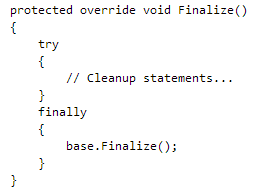 protected override void Finalize()
{
    try
    {
        // Cleanup statements...
    }
    finally
    {
        base.Finalize();
    }
}